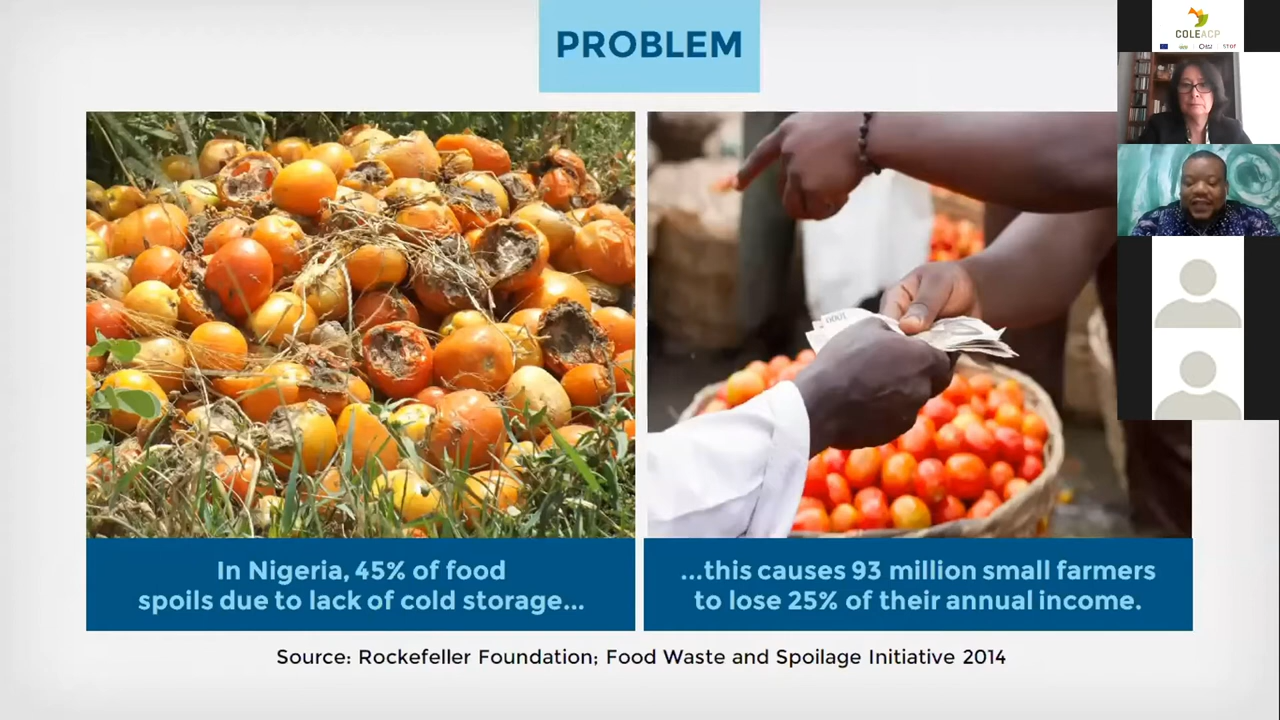 PROBLEM
COLEACP
In Nigeria, 45% of food
spoils due to lack of cold storage...
...this causes 93 million small farmers
to lose 25% of their annual income.
Source: Rockefeller Foundation; Food Waste and Spoilage Initiative 2014
1000